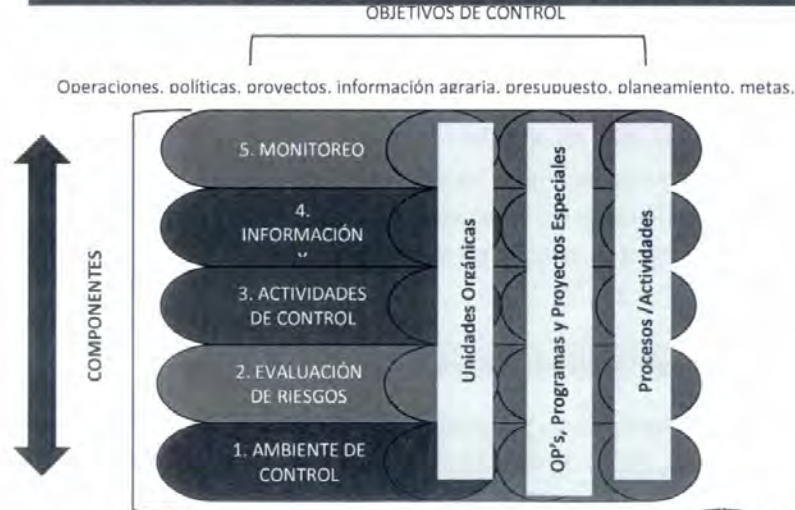 OBJETIVOS DE CONTROL
Operaciones, políticas, proyectos, información agraria, presupuesto, planeamiento, metas.
COMPONENTES
5. MONITOREO
4.
INFORMACIÓN
3. ACTIVIDADES
DE CONTROL
2. EVALUACIÓN
DE RIESGOS
1. AMBIENTE DE
CONTROL
Unidades Orgánicas
OP's, Programas y Proyectos Especiales
Procesos /Actividades